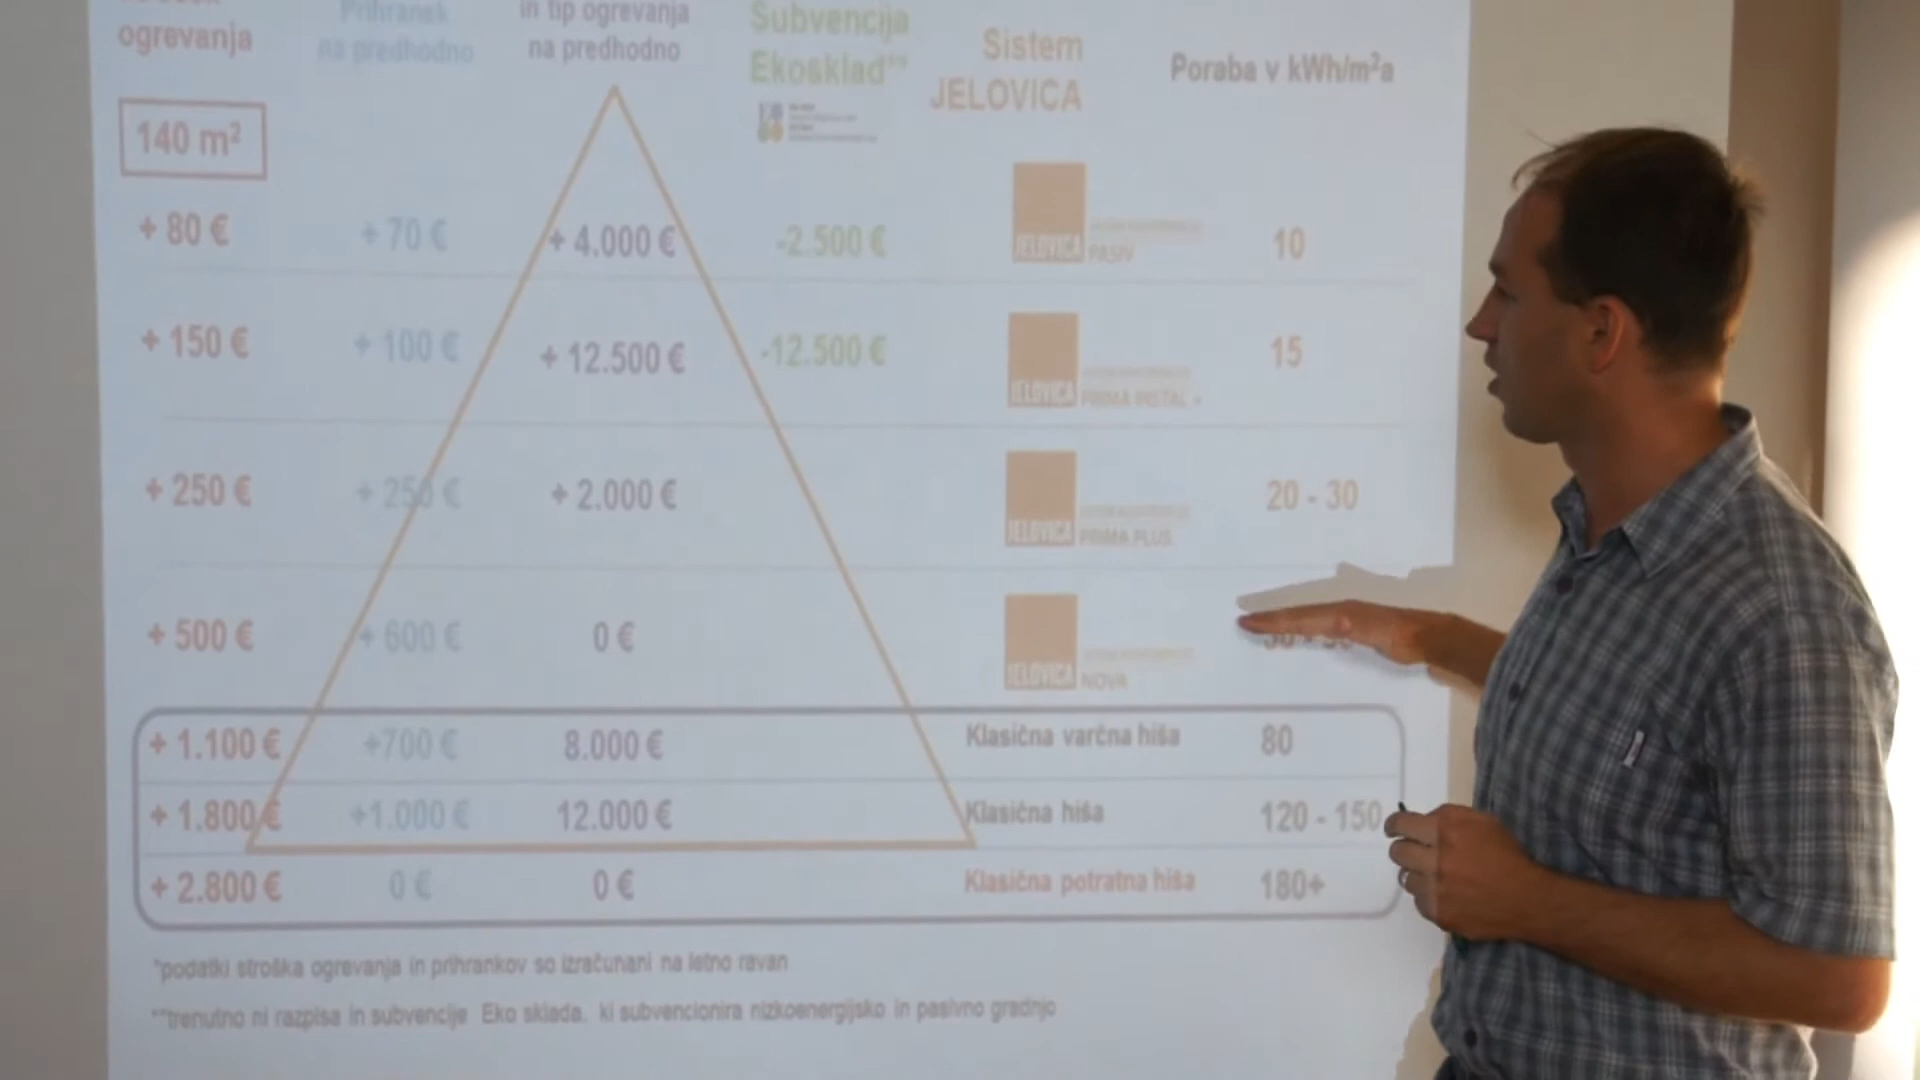 ogrevanja
Prihranek
na predhodno
in tip ogrevanja
na predhodno
Subvencija
Ekosklad**
Sistem
JELOVICA
Poraba v kWh/m²a
140 m²
+ 80 €
+ 70 €
+ 4.000 €
-2.500 €
JELOVICA
PASIV
10
+ 150 €
+ 100 €
+ 12.500 €
-12.500 €
JELOVICA
PRIMA INSTAL +
15
+ 250 €
+ 250 €
+ 2.000 €
JELOVICA
PRIMA PLUS
20 - 30
+ 500 €
+ 600 €
0 €
JELOVICA
NOVA
+ 1.100 €
+700 €
8.000 €
Klasična varčna hiša
80
+ 1.800 €
+1.000 €
12.000 €
Klasična hiša
120 - 150
+ 2.800 €
0 €
0 €
Klasična potratna hiša
180+
*podatki stroška ogrevanja in prihrankov so izračunani na letno ravan
**trenutno ni razpisa in subvencije Eko sklada, ki subvencionira nizkoenergijsko in pasivno gradnjo